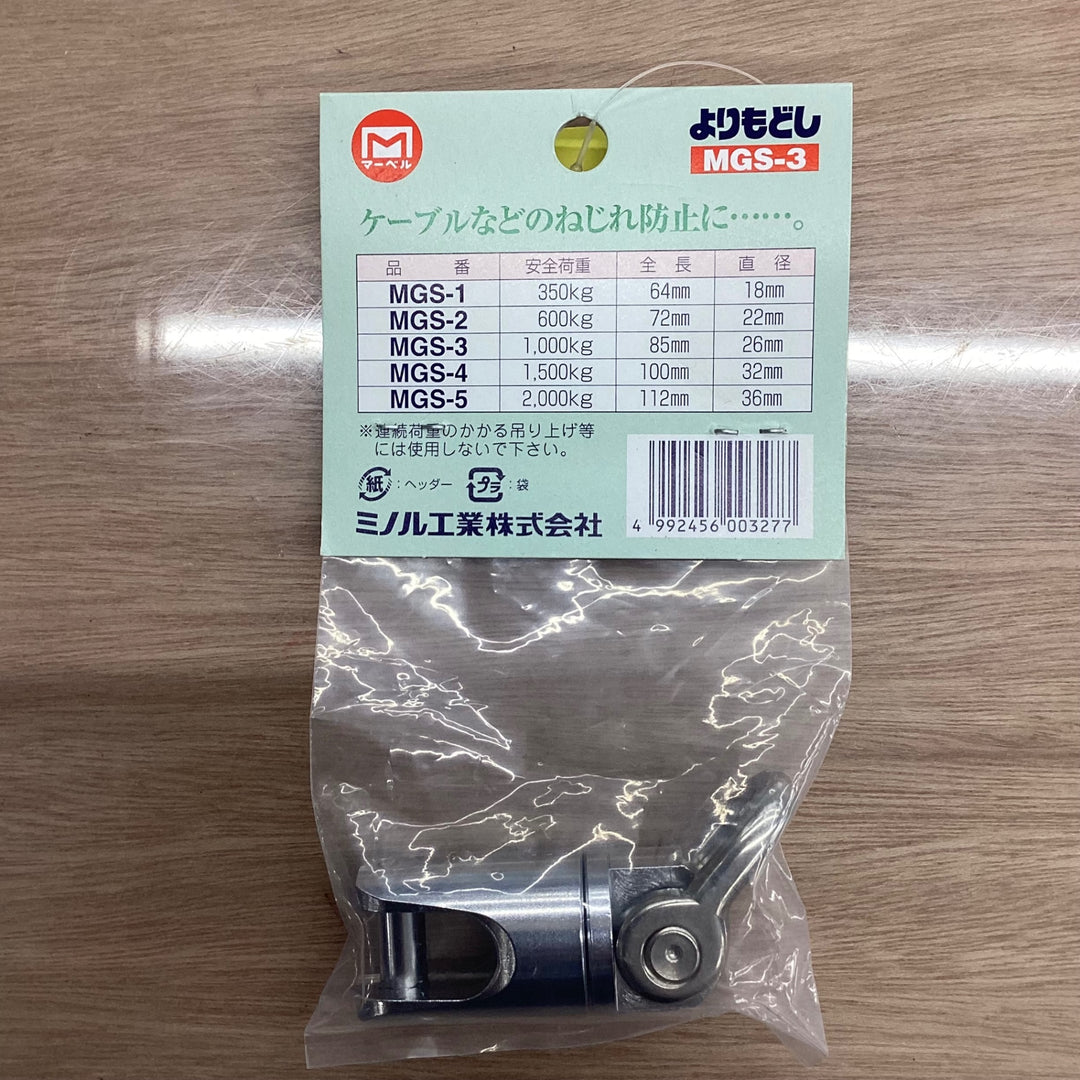 マーベル
よりもどし
MGS-3
ケーブルなどのねじれ防止に……。
品番 安全荷重 全長 直径
MGS-1 350kg 64mm 18mm
MGS-2 600kg 72mm 22mm
MGS-3 1,000kg 85mm 26mm
MGS-4 1,500kg 100mm 32mm
MGS-5 2,000kg 112mm 36mm
※連続荷重のかかる吊り上げ等
には使用しないで下さい。
紙:ヘッダー プラ:袋
ミノル工業株式会社
4 992456 003277